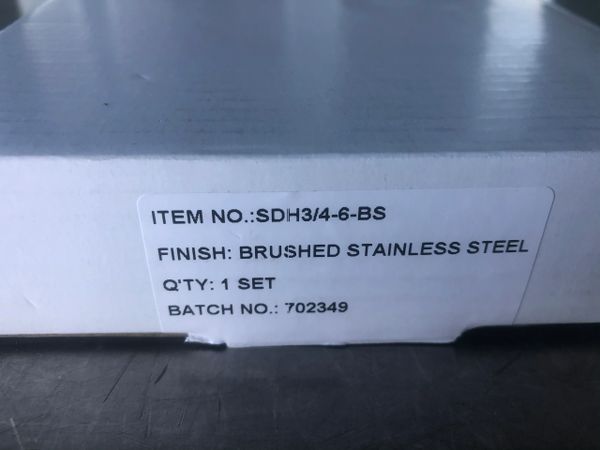 ITEM NO.:SDH3/4-6-BS
FINISH: BRUSHED STAINLESS STEEL
Q'TY: 1 SET
BATCH NO.: 702349